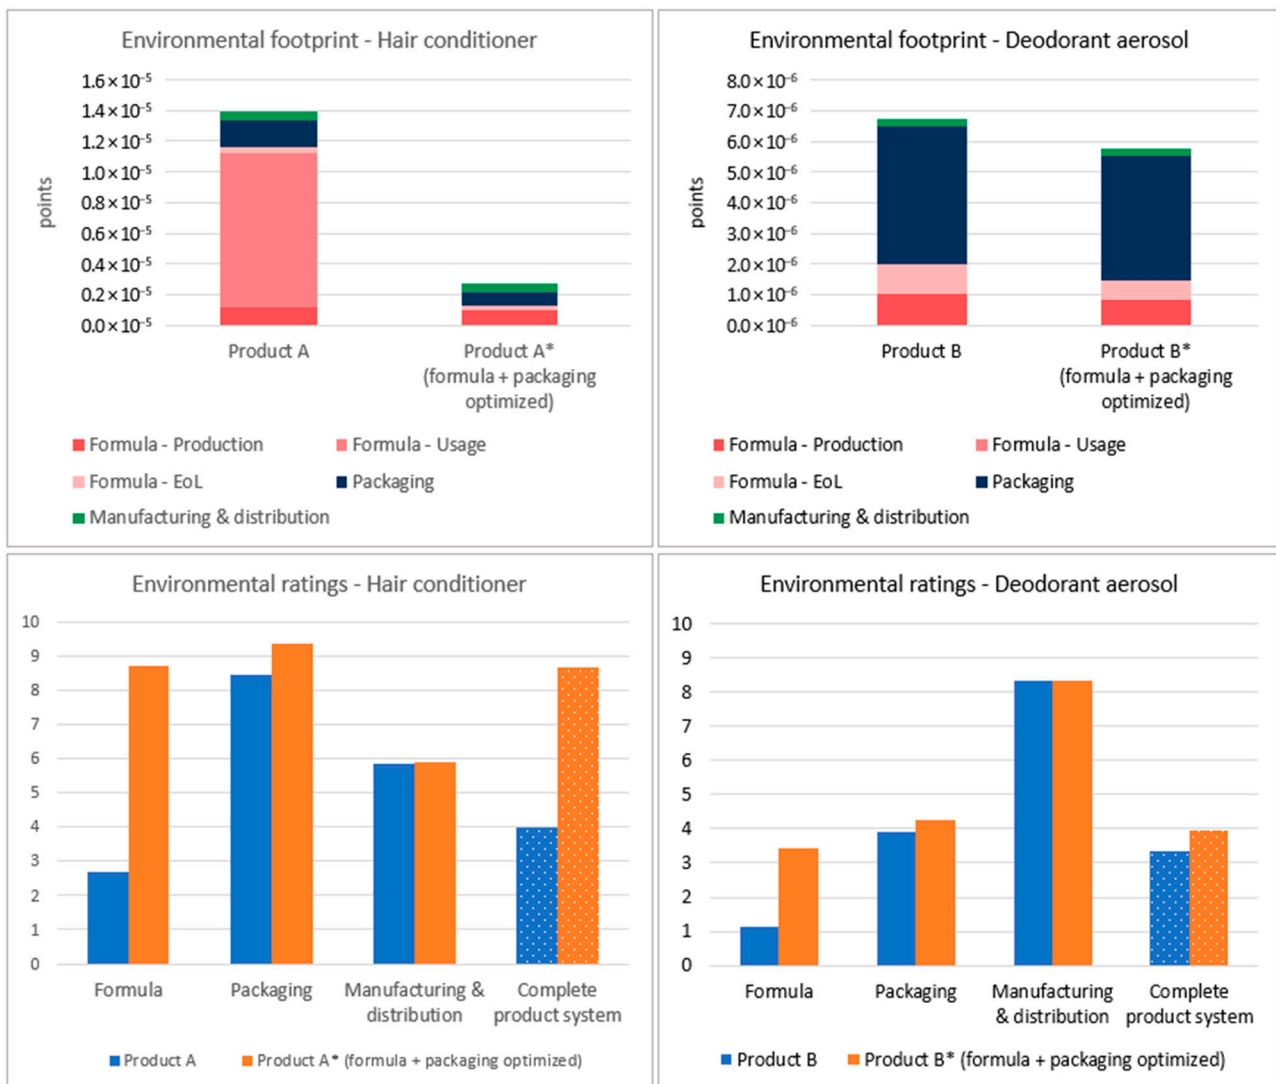 Environmental footprint - Hair conditioner
1.6 × 10⁻⁵
1.4 × 10⁻⁵
1.2 × 10⁻⁵
1.0 × 10⁻⁵
0.8 × 10⁻⁵
0.6 × 10⁻⁵
0.4 × 10⁻⁵
0.2 × 10⁻⁵
0.0 × 10⁻⁵
points
Product A
Product A*
(formula + packaging
optimized)
Formula - Production
Formula - Usage
Formula - EoL
Packaging
Manufacturing & distribution
Environmental footprint - Deodorant aerosol
8.0 × 10⁻⁶
7.0 × 10⁻⁶
6.0 × 10⁻⁶
5.0 × 10⁻⁶
4.0 × 10⁻⁶
3.0 × 10⁻⁶
2.0 × 10⁻⁶
1.0 × 10⁻⁶
0.0 × 10⁻⁶
points
Product B
Product B*
(formula + packaging
optimized)
Formula - Production
Formula - Usage
Formula - EoL
Packaging
Manufacturing & distribution
Environmental ratings - Hair conditioner
10
9
8
7
6
5
4
3
2
1
0
Formula
Packaging
Manufacturing &
distribution
Complete
product system
Product A
Product A* (formula + packaging optimized)
Environmental ratings - Deodorant aerosol
10
9
8
7
6
5
4
3
2
1
0
Formula
Packaging
Manufacturing
& distribution
Complete
product system
Product B
Product B* (formula + packaging optimized)